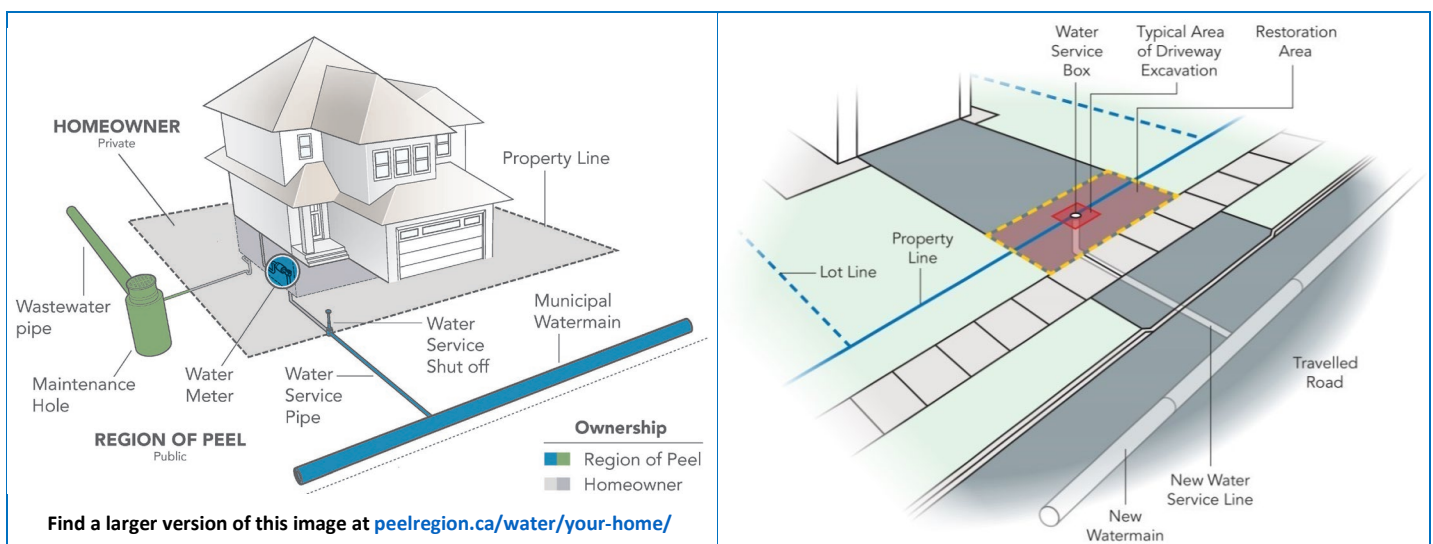 HOMEOWNER
Private
Property Line
Wastewater
pipe
Maintenance
Hole
Water
Meter
Water
Service
Pipe
Water
Service
Shut off
Municipal
Watermain
REGION OF PEEL
Public
Ownership
Region of Peel
Homeowner
Find a larger version of this image at peelregion.ca/water/your-home/
Water
Service
Box
Typical Area
of Driveway
Excavation
Restoration
Area
Property
Line
Lot Line
Travelled
Road
New Water
Service Line
New
Watermain